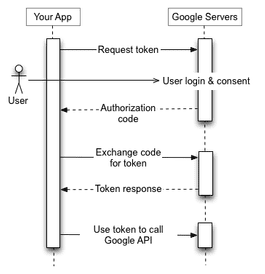 Your App
Google Servers
Request token
User login & consent
User
Authorization
code
Exchange code
for token
Token response
Use token to call
Google API